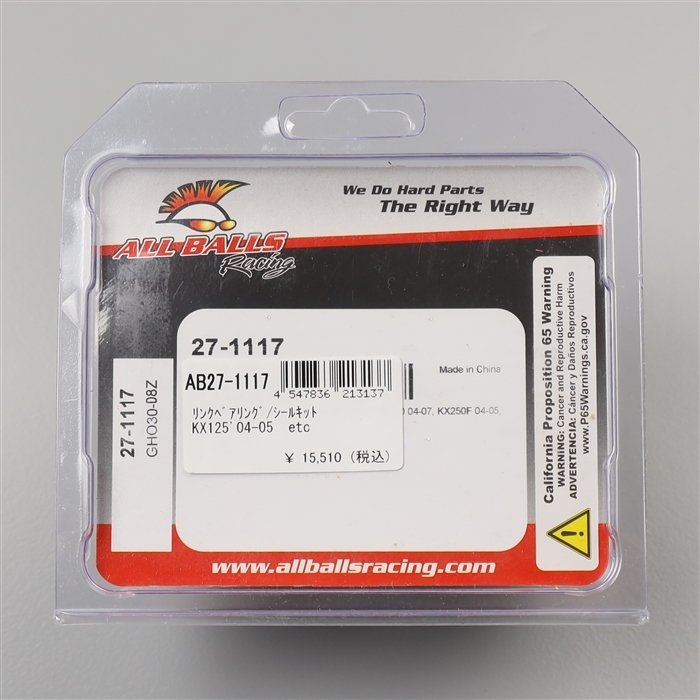 We Do Hard Parts
The Right Way
ALL BALLS
Racing
27-1117
Made in China
AB27-1117
4 547836 213137
04-07, KX250F 04-05,
リンクベアリング/シールキット
KX125'04-05 etc
¥ 15,510 (税込)
27-1117
GHO30-08Z
California Proposition 65 Warning
WARNING: Cancer and Reproductive Harm
ADVERTENCIA: Cáncer y Daños Reproductivos
www.P65Warnings.ca.gov
www.allballsracing.com